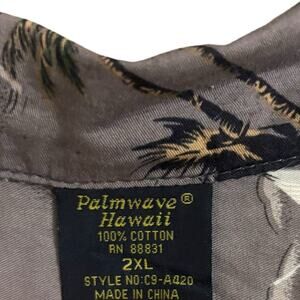 Palmwave®
Hawaii
100% COTTON
RN 88831
2XL
STYLE NO: C9-A420
MADE IN CHINA